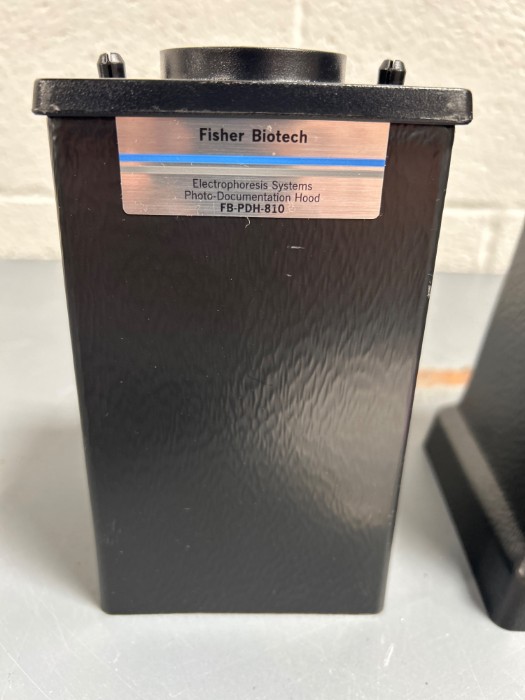 Fisher Biotech
Electrophoresis Systems
Photo-Documentation Hood
FB-PDH-810